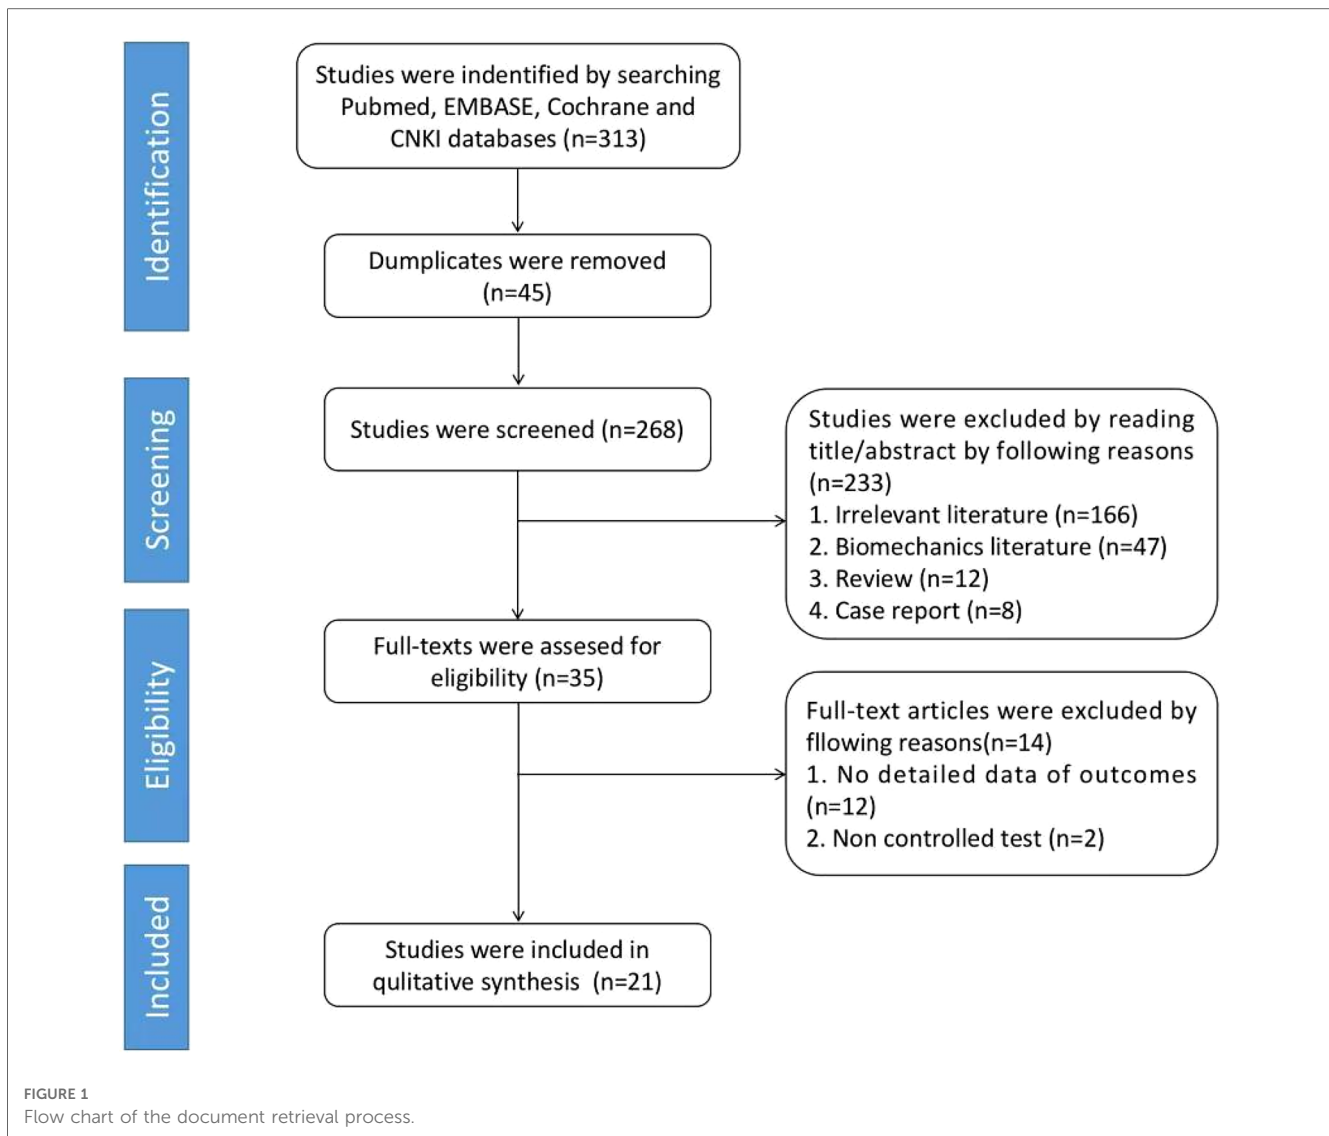 Identification
Studies were indentified by searching
Pubmed, EMBASE, Cochrane and
CNKI databases (n=313)
Dumplicates were removed
(n=45)
Screening
Studies were screened (n=268)
Studies were excluded by reading
title/abstract by following reasons
(n=233)
1. Irrelevant literature (n=166)
2. Biomechanics literature (n=47)
3. Review (n=12)
4. Case report (n=8)
Eligibility
Full-texts were assesed for
eligibility (n=35)
Full-text articles were excluded by
fllowing reasons(n=14)
1. No detailed data of outcomes
(n=12)
2. Non controlled test (n=2)
Included
Studies were included in
qulitative synthesis (n=21)
FIGURE 1
Flow chart of the document retrieval process.